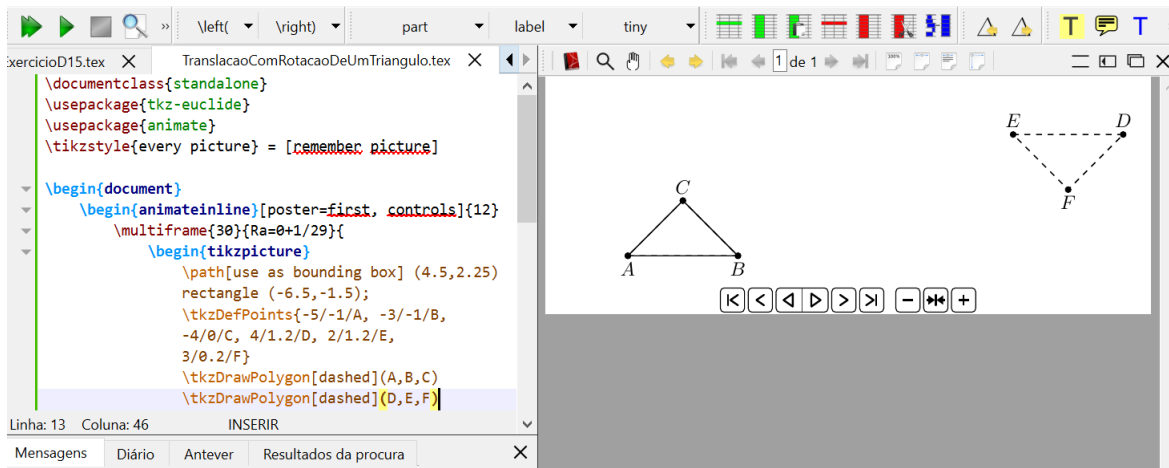 \left(
\right)
part
label
tiny
T
T
ExercicioD15.tex
TranslacaoComRotacaoDeUmTriangulo.tex
1 de 1
\documentclass{standalone}
\usepackage{tkz-euclide}
\usepackage{animate}
\tikzstyle{every picture} = [remember picture]
\begin{document}
\begin{animateinline}[poster=first, controls]{12}
\multiframe{30}{Ra=0+1/29}{
\begin{tikzpicture}
\path[use as bounding box] (4.5,2.25)
rectangle (-6.5,-1.5);
\tkzDefPoints{-5/-1/A, -3/-1/B,
-4/0/C, 4/1.2/D, 2/1.2/E,
3/0.2/F}
\tkzDrawPolygon[dashed](A,B,C)
\tkzDrawPolygon[dashed](D,E,F)
Linha: 13 Coluna: 46 INSERIR
Mensagens Diário Antever Resultados da procura
E D
F
C
A B